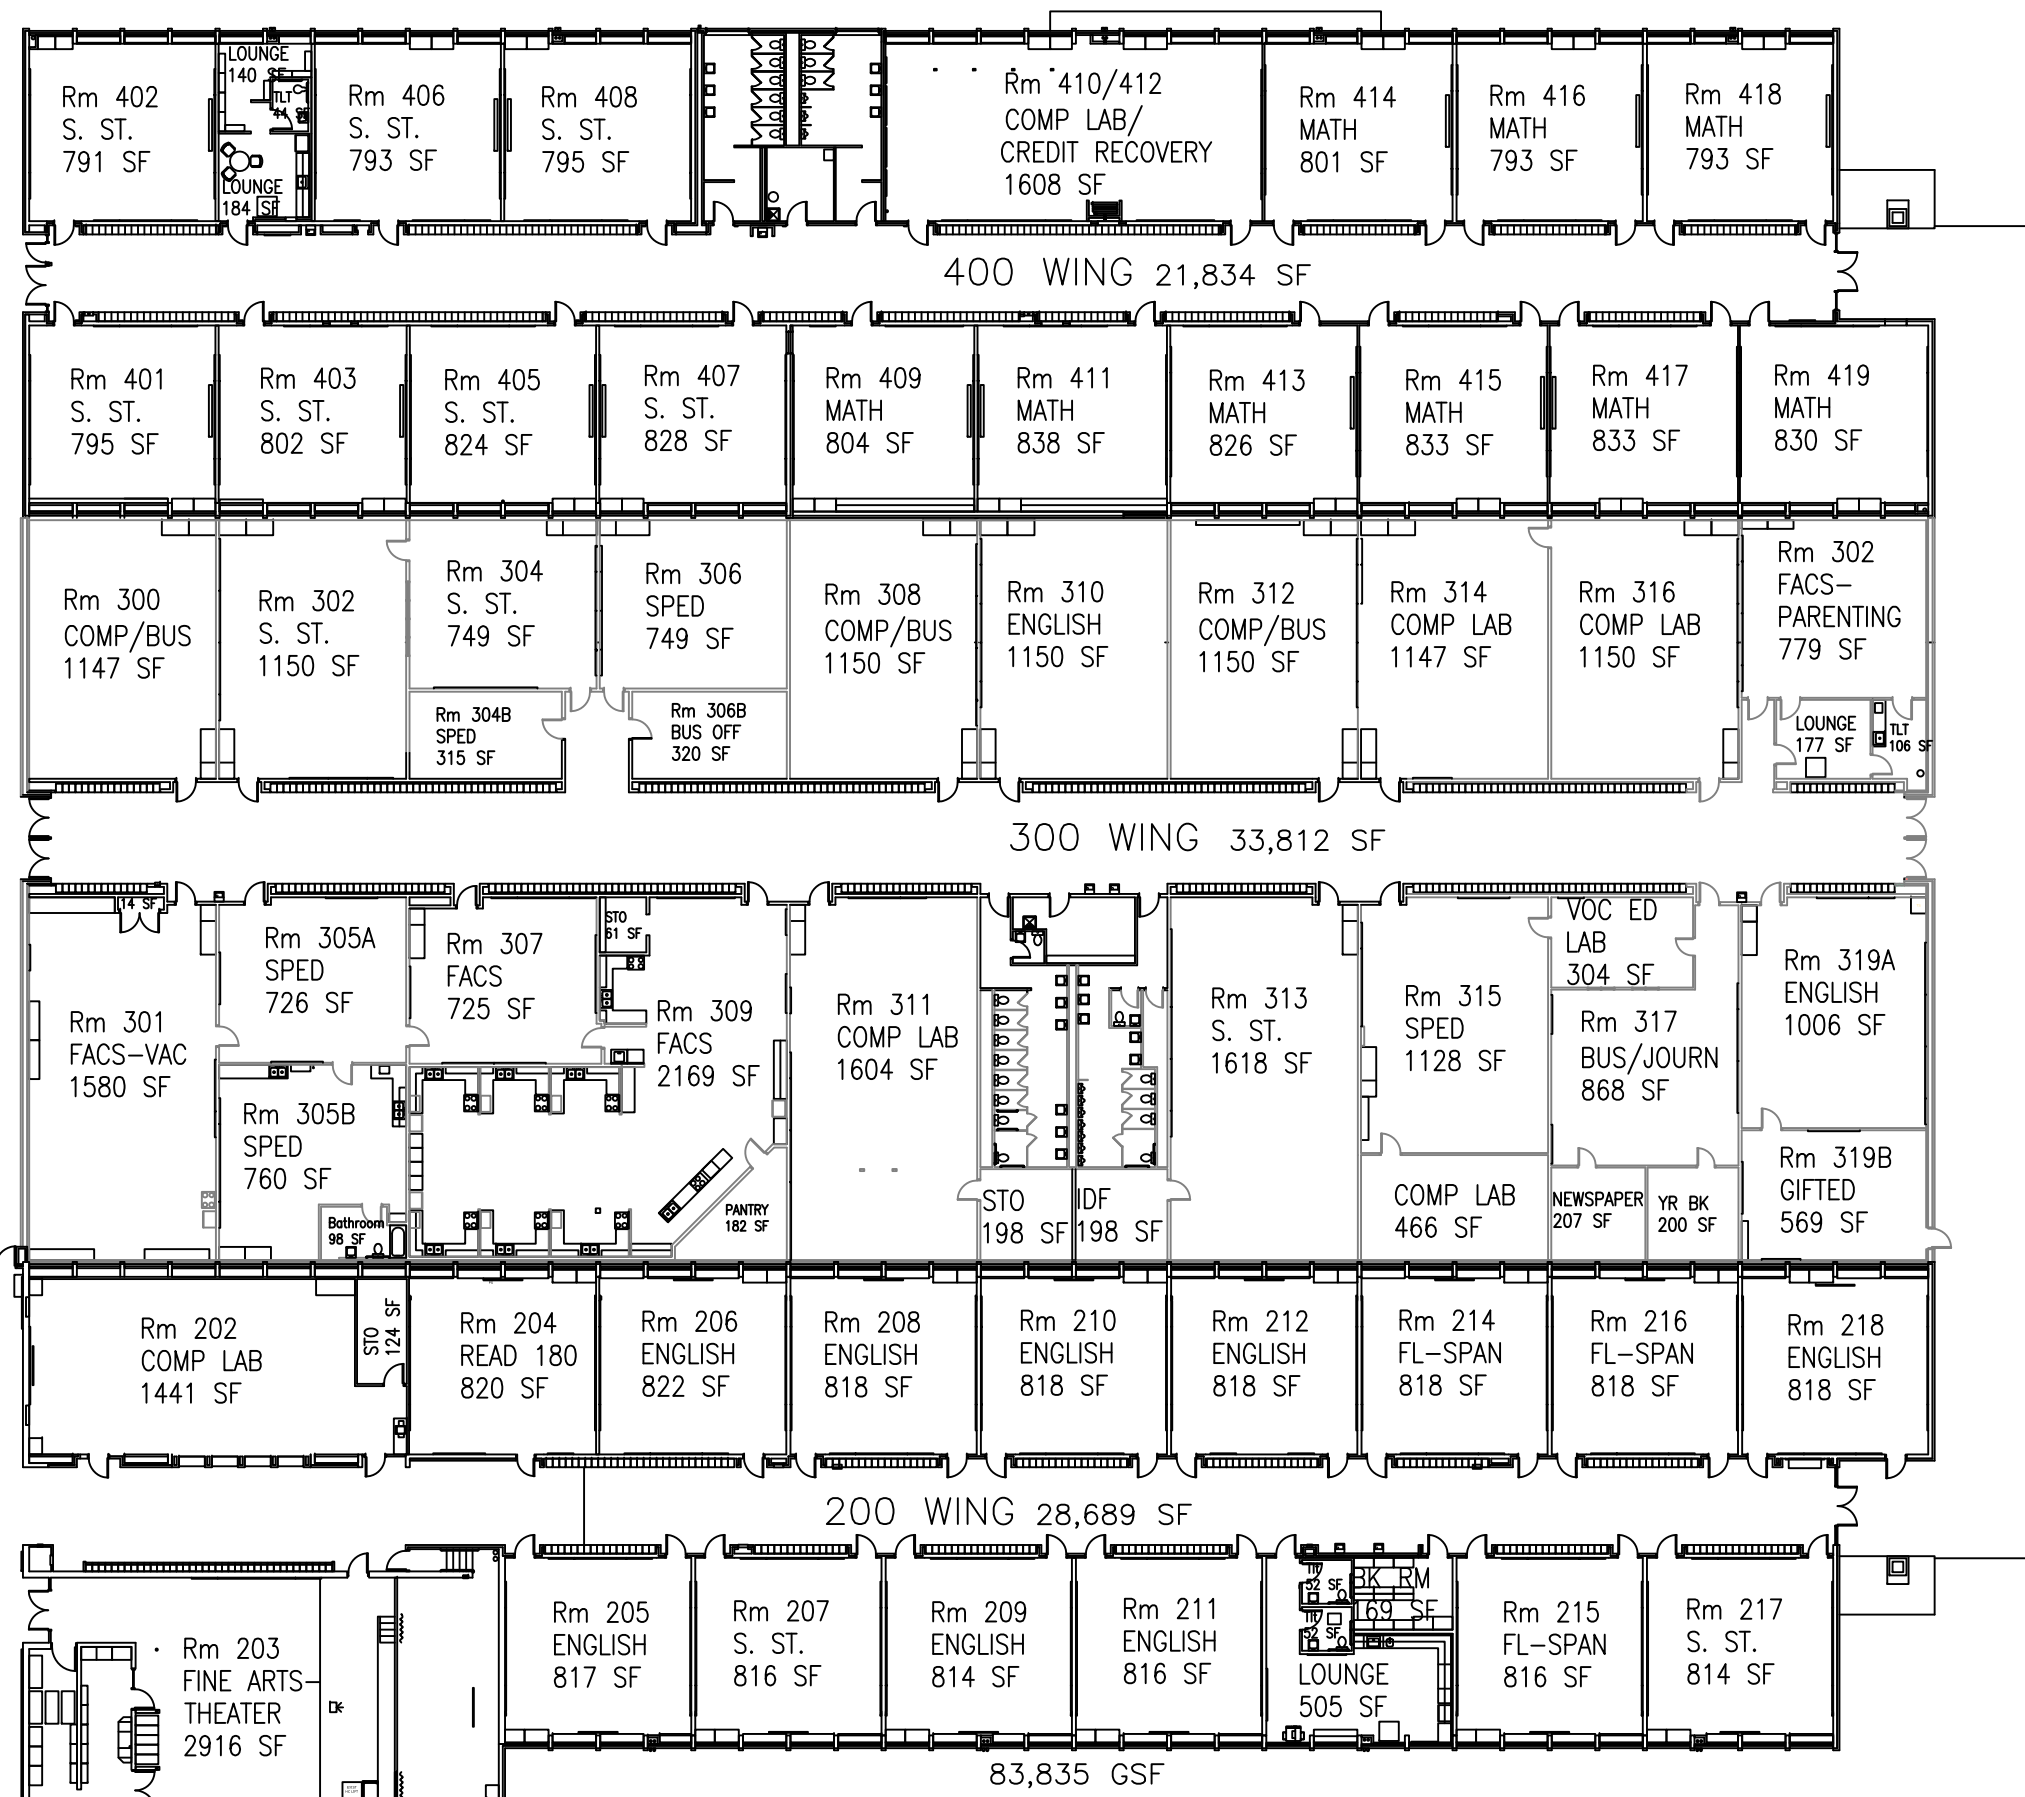 Rm 402
S. ST.
791 SF
LOUNGE
140 SF
TLT
44 SF
LOUNGE
184 SF
Rm 406
S. ST.
793 SF
Rm 408
S. ST.
795 SF
Rm 410/412
COMP LAB/
CREDIT RECOVERY
1608 SF
Rm 414
MATH
801 SF
Rm 416
MATH
793 SF
Rm 418
MATH
793 SF
400 WING 21,834 SF
Rm 401
S. ST.
795 SF
Rm 403
S. ST.
802 SF
Rm 405
S. ST.
824 SF
Rm 407
S. ST.
828 SF
Rm 409
MATH
804 SF
Rm 411
MATH
838 SF
Rm 413
MATH
826 SF
Rm 415
MATH
833 SF
Rm 417
MATH
833 SF
Rm 419
MATH
830 SF
Rm 300
COMP/BUS
1147 SF
Rm 302
S. ST.
1150 SF
Rm 304
S. ST.
749 SF
Rm 304B
SPED
315 SF
Rm 306
SPED
749 SF
Rm 306B
BUS OFF
320 SF
Rm 308
COMP/BUS
1150 SF
Rm 310
ENGLISH
1150 SF
Rm 312
COMP/BUS
1150 SF
Rm 314
COMP LAB
1147 SF
Rm 316
COMP LAB
1150 SF
Rm 302
FACS-
PARENTING
779 SF
LOUNGE
177 SF
TLT
106 SF
300 WING 33,812 SF
14 SF
Rm 301
FACS-VAC
1580 SF
Rm 305A
SPED
726 SF
Rm 305B
SPED
760 SF
Bathroom
98 SF
Rm 307
FACS
725 SF
STO
61 SF
Rm 309
FACS
2169 SF
PANTRY
182 SF
Rm 311
COMP LAB
1604 SF
STO
198 SF
IDF
198 SF
Rm 313
S. ST.
1618 SF
Rm 315
SPED
1128 SF
COMP LAB
466 SF
VOC ED
LAB
304 SF
Rm 317
BUS/JOURN
868 SF
NEWSPAPER
207 SF
YR BK
200 SF
Rm 319A
ENGLISH
1006 SF
Rm 319B
GIFTED
569 SF
Rm 202
COMP LAB
1441 SF
STO
124 SF
Rm 204
READ 180
820 SF
Rm 206
ENGLISH
822 SF
Rm 208
ENGLISH
818 SF
Rm 210
ENGLISH
818 SF
Rm 212
ENGLISH
818 SF
Rm 214
FL-SPAN
818 SF
Rm 216
FL-SPAN
818 SF
Rm 218
ENGLISH
818 SF
200 WING 28,689 SF
Rm 203
FINE ARTS-
THEATER
2916 SF
Rm 205
ENGLISH
817 SF
Rm 207
S. ST.
816 SF
Rm 209
ENGLISH
814 SF
Rm 211
ENGLISH
816 SF
TLT
52 SF
TLT
52 SF
BK RM
169 SF
LOUNGE
505 SF
Rm 215
FL-SPAN
816 SF
Rm 217
S. ST.
814 SF
83,835 GSF